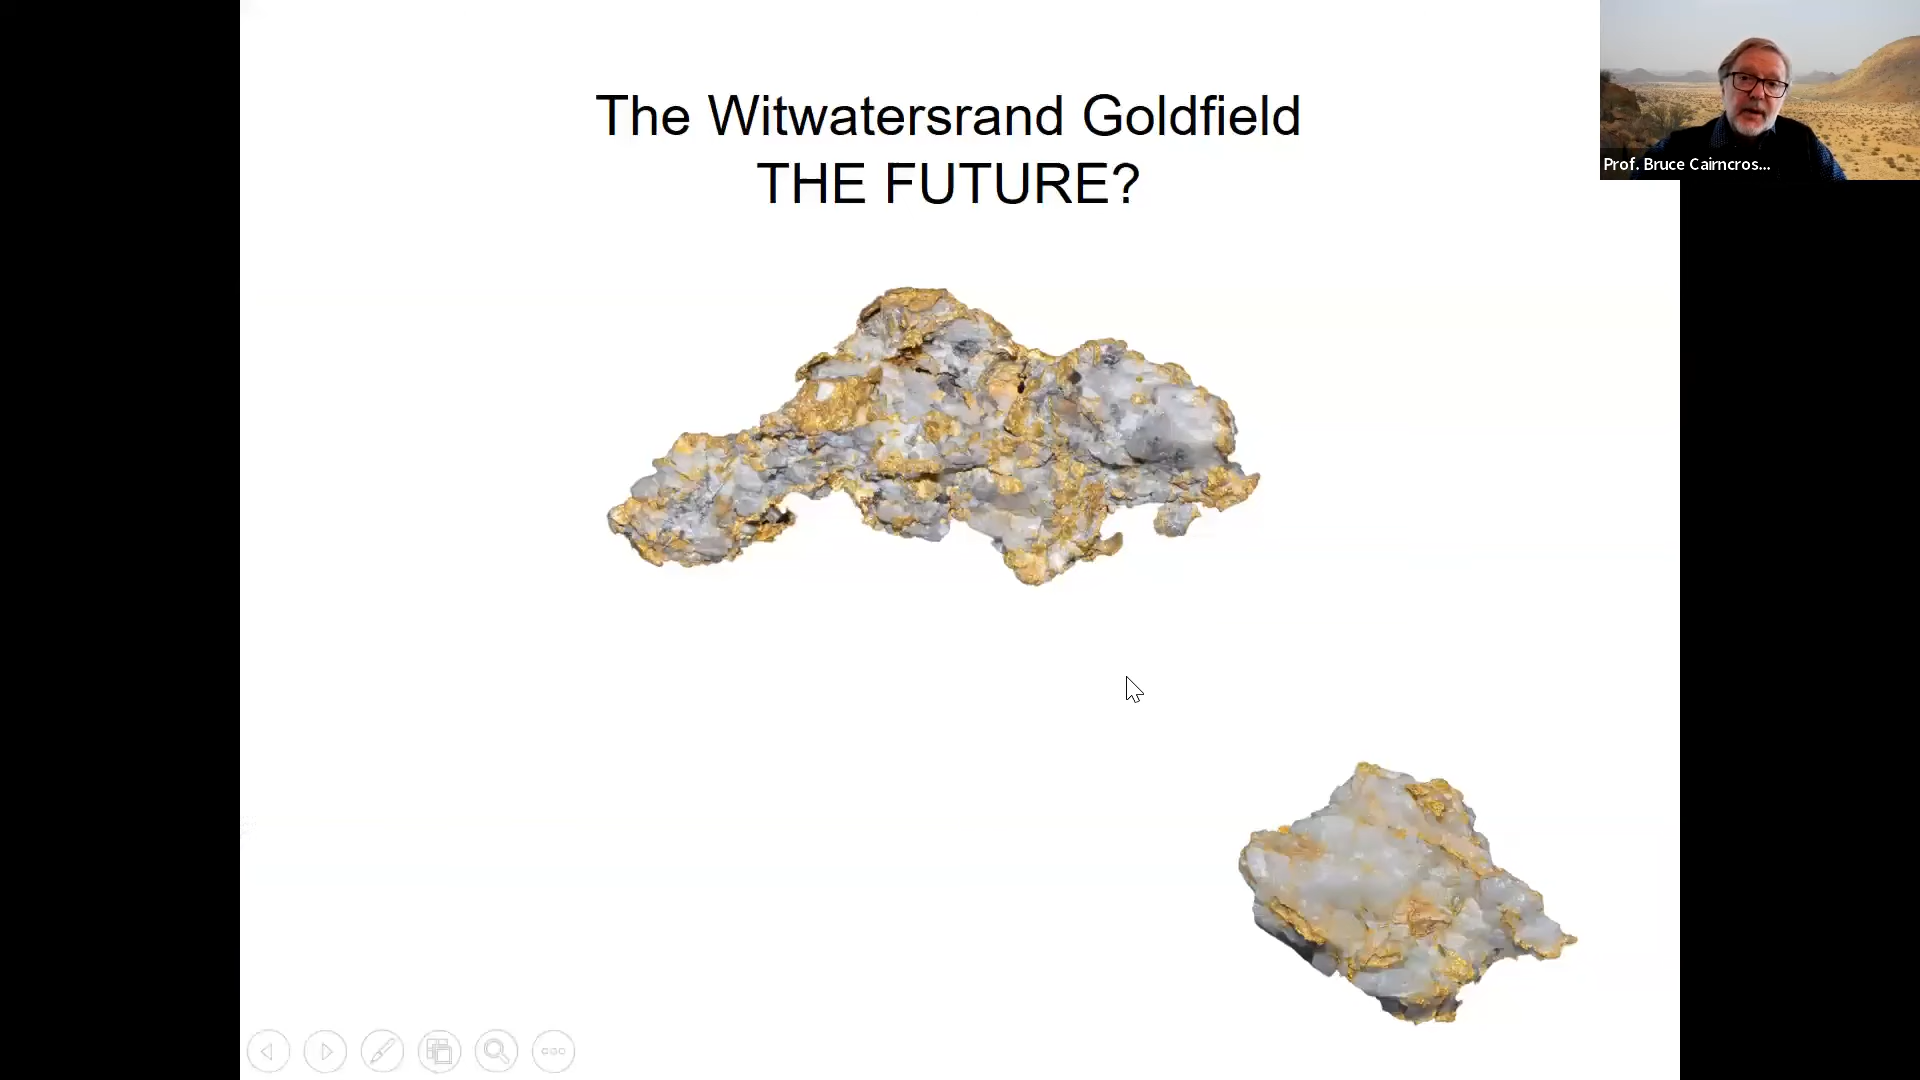 The Witwatersrand Goldfield
THE FUTURE?
Prof. Bruce Cairncros...